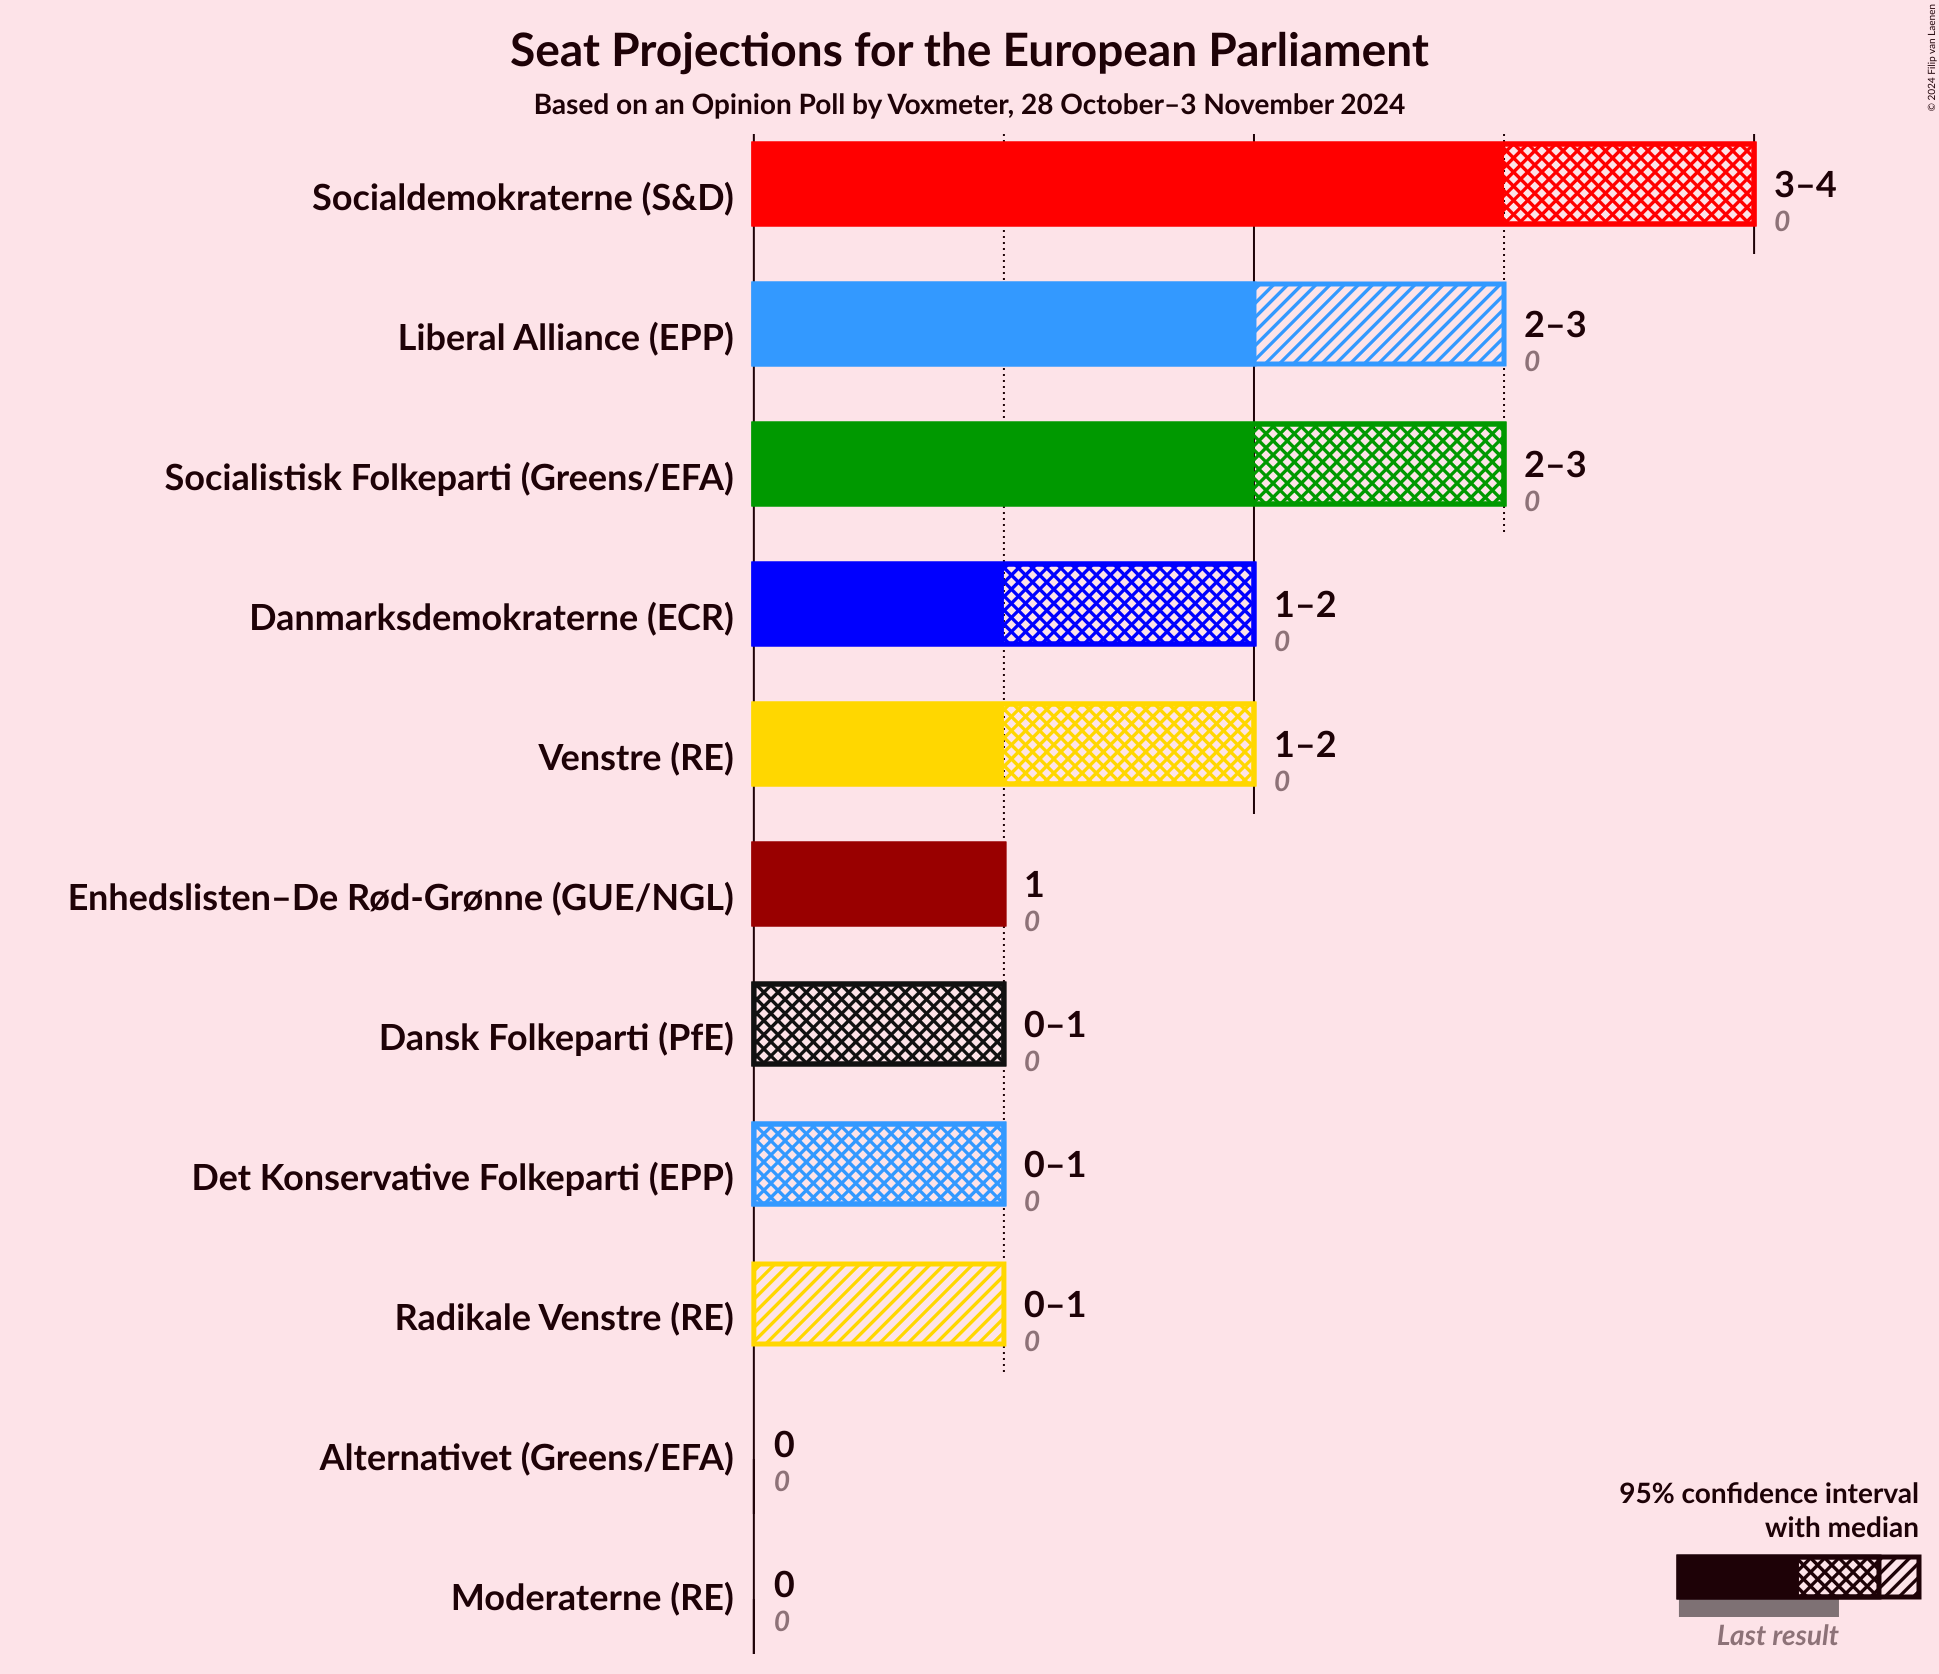 Seat Projections for the European Parliament
Based on an Opinion Poll by Voxmeter, 28 October–3 November 2024
© 2024 Filip van Laenen
Socialdemokraterne (S&D)
3–4
0
Liberal Alliance (EPP)
2–3
0
Socialistisk Folkeparti (Greens/EFA)
2–3
0
Danmarksdemokraterne (ECR)
1–2
0
Venstre (RE)
1–2
0
Enhedslisten–De Rød-Grønne (GUE/NGL)
1
0
Dansk Folkeparti (PfE)
0–1
0
Det Konservative Folkeparti (EPP)
0–1
0
Radikale Venstre (RE)
0–1
0
Alternativet (Greens/EFA)
0
0
Moderaterne (RE)
0
0
95% confidence interval
with median
Last result